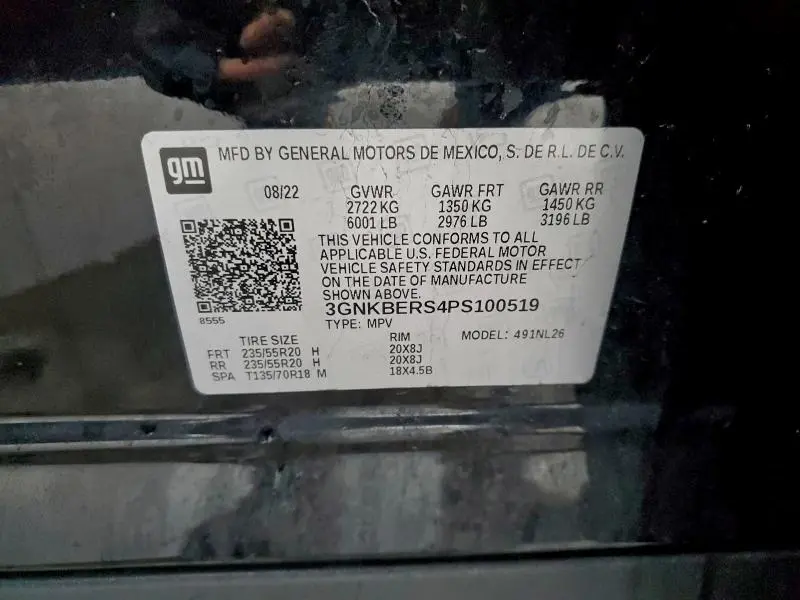 gm
MFD BY GENERAL MOTORS DE MEXICO, S. DE R.L. DE C.V.
08/22 GVWR GAWR FRT GAWR RR
2722 KG 1350 KG 1450 KG
6001 LB 2976 LB 3196 LB
THIS VEHICLE CONFORMS TO ALL
APPLICABLE U.S. FEDERAL MOTOR
VEHICLE SAFETY STANDARDS IN EFFECT
ON THE DATE OF MANUFACTURE
SHOWN ABOVE.
8555
3GNKBERS4PS100519
TYPE: MPV MODEL: 491NL26
TIRE SIZE RIM
FRT 235/55R20 H 20X8J
RR 235/55R20 H 20X8J
SPA T135/70R18 M 18X4.5B